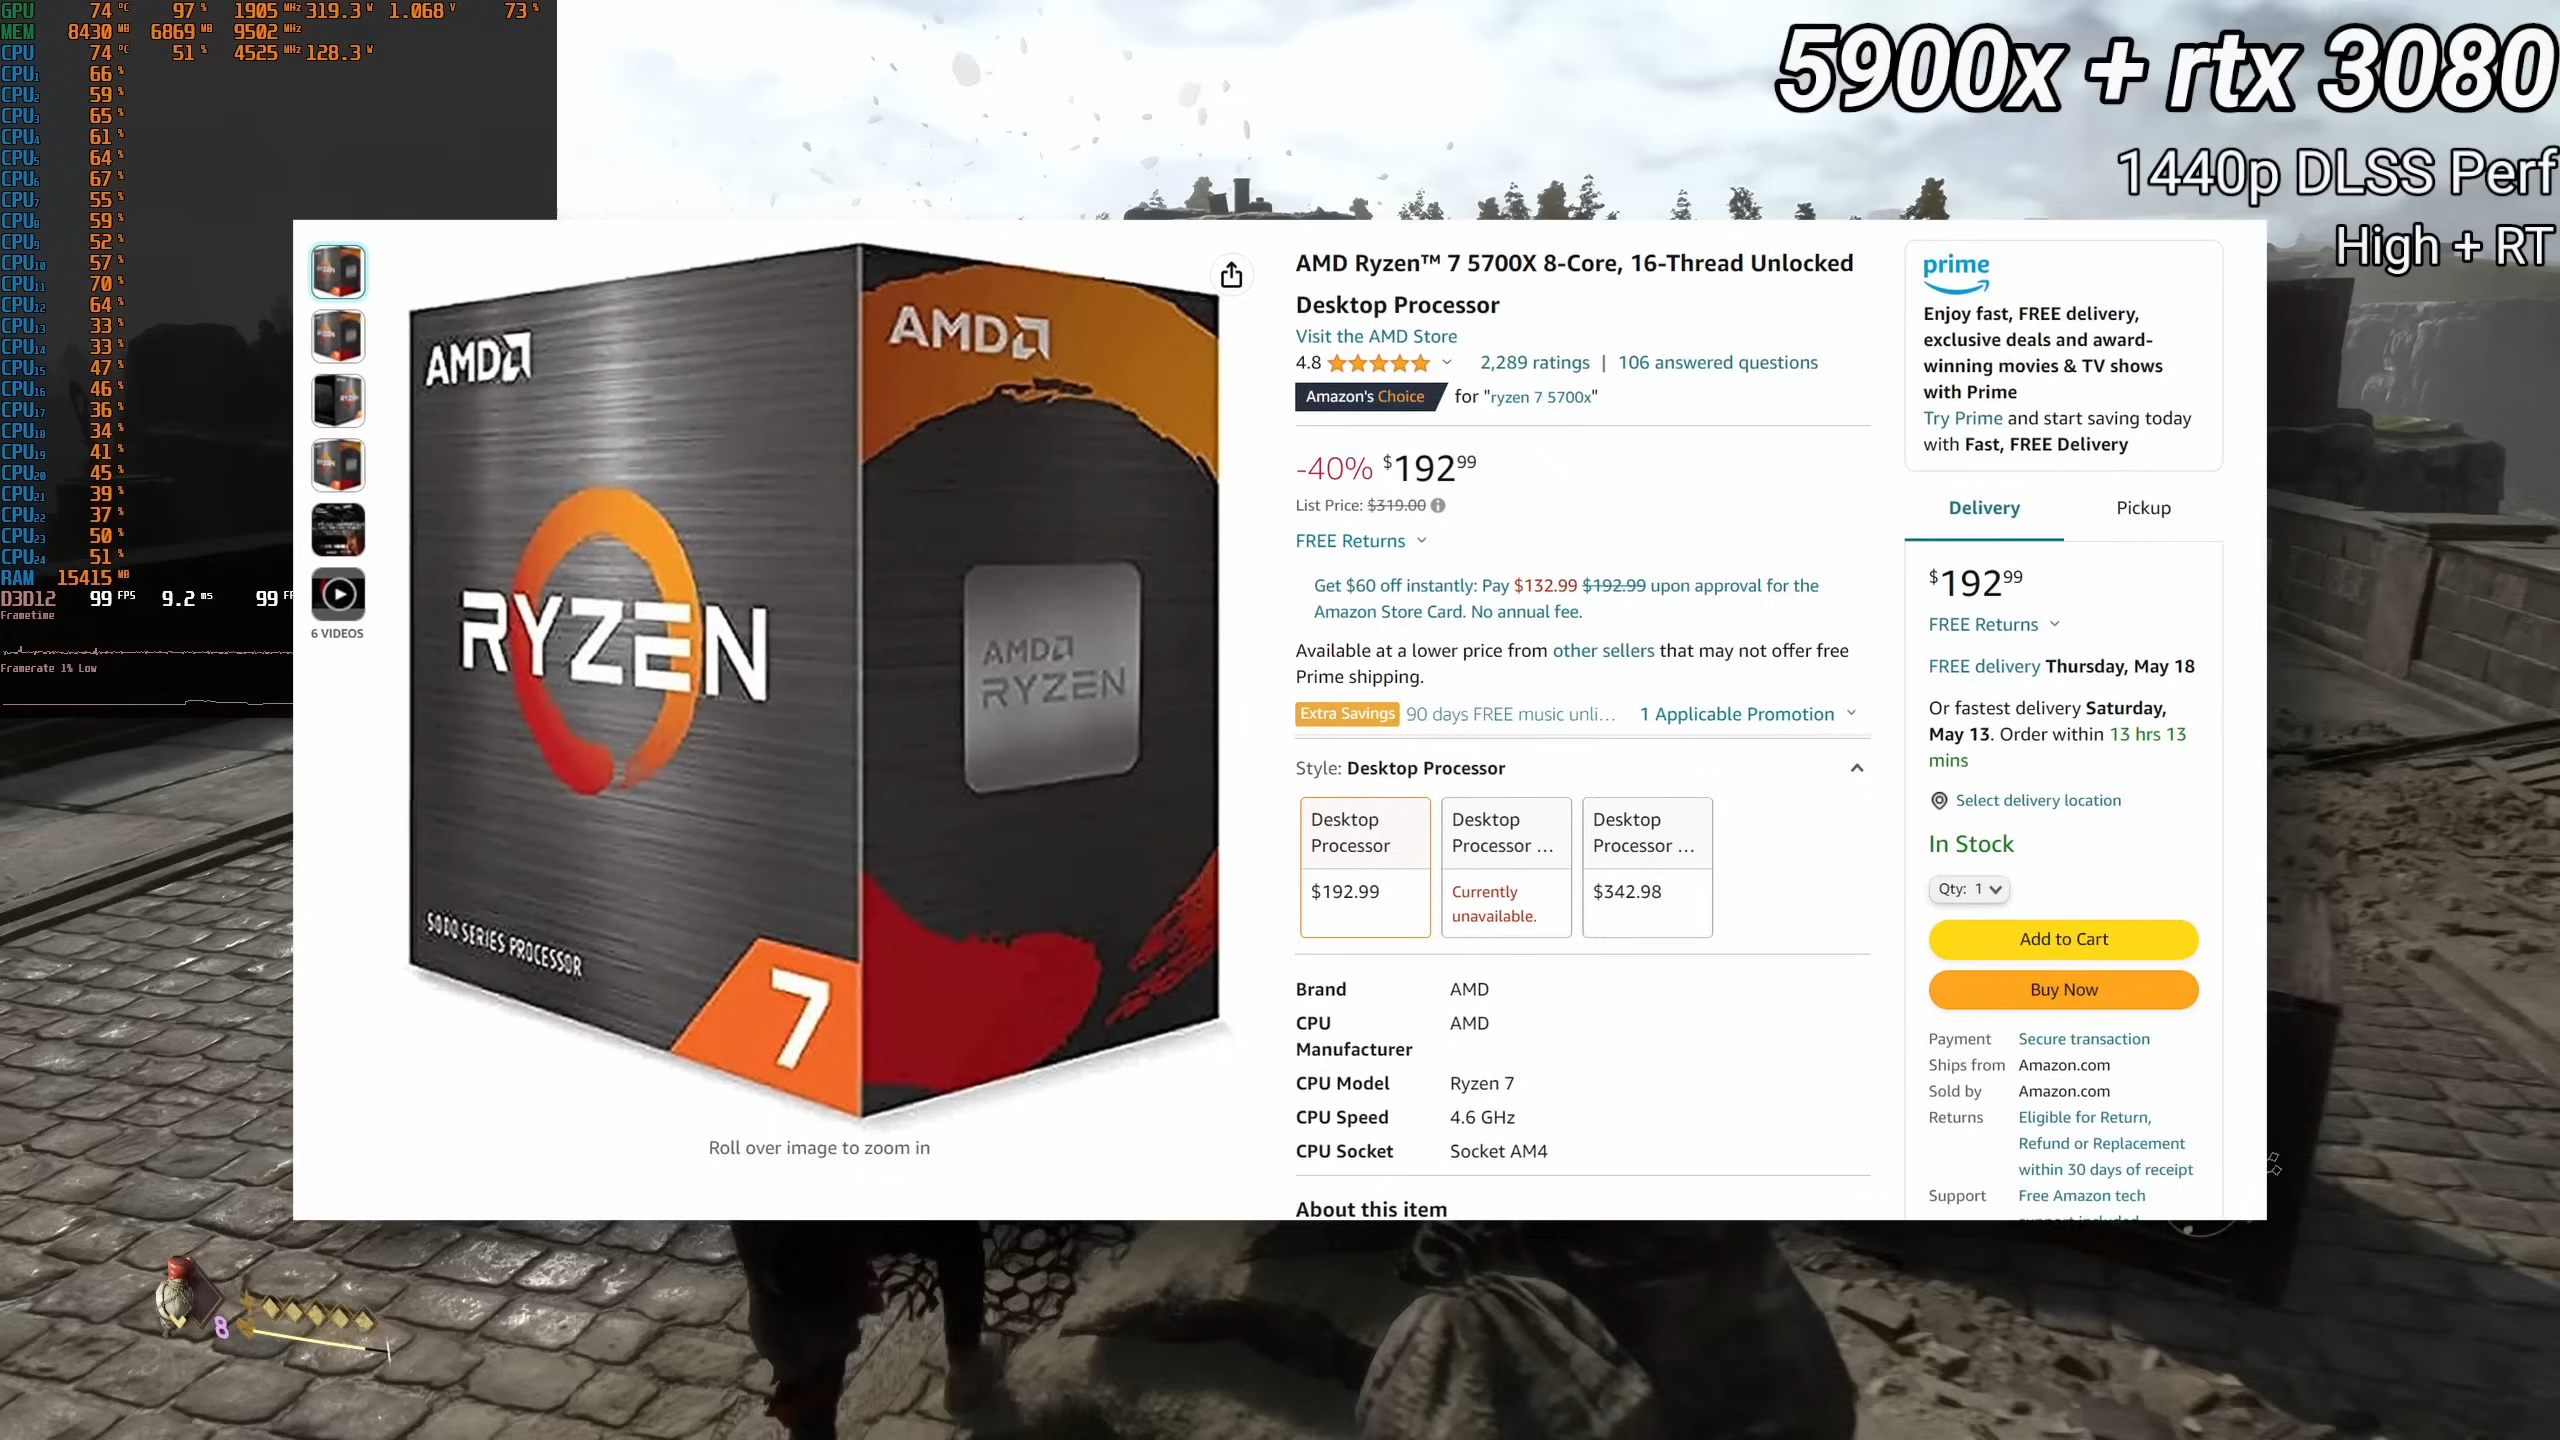 GPU 74 °C 97 % 1905 MHz 319.3 W 1.068 V 73 %
MEM 8430 MB 6869 MB 9502 MHz
CPU 74 °C 51 % 4525 MHz 128.3 W
CPU1 66 %
CPU2 59 %
CPU3 65 %
CPU4 61 %
CPU5 64 %
CPU6 67 %
CPU7 55 %
CPU8 59 %
CPU9 52 %
CPU10 57 %
CPU11 70 %
CPU12 64 %
CPU13 33 %
CPU14 33 %
CPU15 47 %
CPU16 46 %
CPU17 36 %
CPU18 34 %
CPU19 41 %
CPU20 45 %
CPU21 39 %
CPU22 37 %
CPU23 50 %
CPU24 51 %
RAM 15415 MB
D3D12 99 FPS 9.2 ms 99
Frametime
Framerate 1% Low
5900x + rtx 3080
1440p DLSS Perf
High + RT
6 VIDEOS
AMD
AMD
RYZEN
AMD
RYZEN
5000 SERIES PROCESSOR
7
Roll over image to zoom in
AMD Ryzen™ 7 5700X 8-Core, 16-Thread Unlocked
Desktop Processor
Visit the AMD Store
4.8 2,289 ratings | 106 answered questions
Amazon's Choice for "ryzen 7 5700x"
-40% $192 99
List Price: $319.00
FREE Returns
Get $60 off instantly: Pay $132.99 $192.99 upon approval for the
Amazon Store Card. No annual fee.
Available at a lower price from other sellers that may not offer free
Prime shipping.
Extra Savings 90 days FREE music unli... 1 Applicable Promotion
Style: Desktop Processor
Desktop
Processor
$192.99
Desktop
Processor ...
Currently
unavailable.
Desktop
Processor ...
$342.98
Brand AMD
CPU
Manufacturer AMD
CPU Model Ryzen 7
CPU Speed 4.6 GHz
CPU Socket Socket AM4
About this item
prime
Enjoy fast, FREE delivery,
exclusive deals and award-
winning movies & TV shows
with Prime
Try Prime and start saving today
with Fast, FREE Delivery
Delivery Pickup
$192 99
FREE Returns
FREE delivery Thursday, May 18
Or fastest delivery Saturday,
May 13. Order within 13 hrs 13
mins
Select delivery location
In Stock
Qty: 1
Add to Cart
Buy Now
Payment Secure transaction
Ships from Amazon.com
Sold by Amazon.com
Returns Eligible for Return,
Refund or Replacement
within 30 days of receipt
Support Free Amazon tech
8